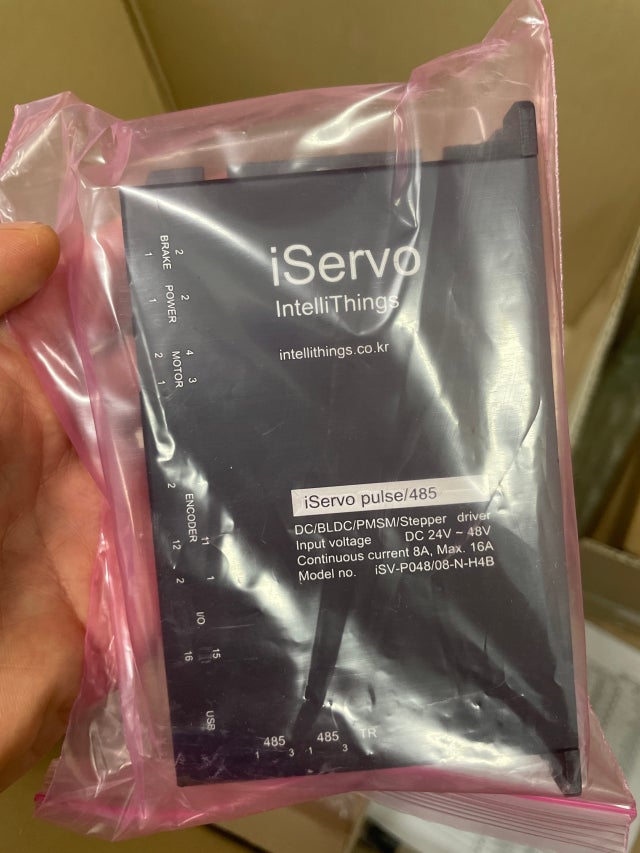 iServo
IntelliThings
intellithings.co.kr
iServo pulse/485
DC/BLDC/PMSM/Stepper driver
Input voltage DC 24V ~ 48V
Continuous current 8A, Max. 16A
Model no. iSV-P048/08-N-H4B
2
1 BRAKE
2
1 POWER
4
2 MOTOR 3
1
2 ENCODER 11
12 1
2 I/O
16 15
USB
485 485 TR
1 3 1 3